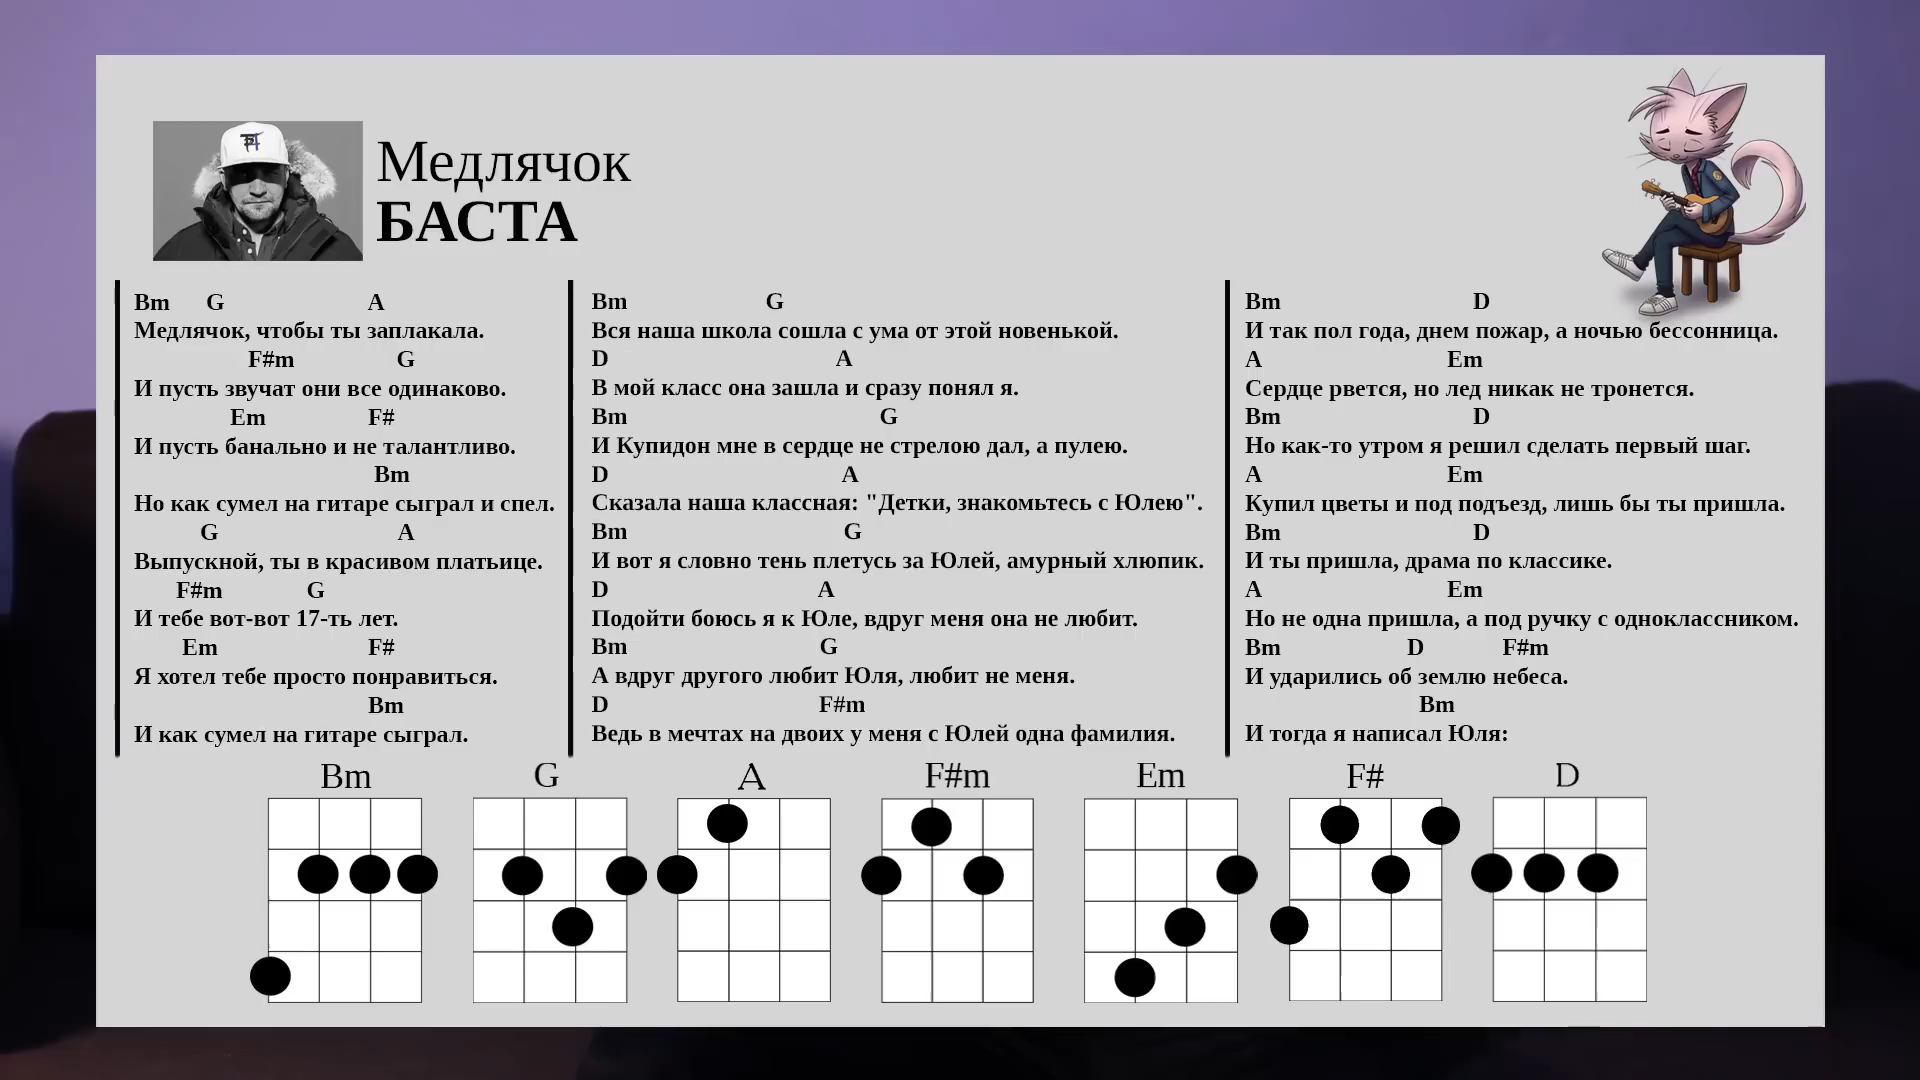 Медлячок
БАСТА
Bm G A
Медлячок, чтобы ты заплакала.
F#m G
И пусть звучат они все одинаково.
Em F#
И пусть банально и не талантливо.
Bm
Но как сумел на гитаре сыграл и спел.
G A
Выпускной, ты в красивом платьице.
F#m G
И тебе вот-вот 17-ть лет.
Em F#
Я хотел тебе просто понравиться.
Bm
И как сумел на гитаре сыграл.
Bm G
Вся наша школа сошла с ума от этой новенькой.
D A
В мой класс она зашла и сразу понял я.
Bm G
И Купидон мне в сердце не стрелою дал, а пулею.
D A
Сказала наша классная: "Детки, знакомьтесь с Юлею".
Bm G
И вот я словно тень плетусь за Юлей, амурный хлюпик.
D A
Подойти боюсь я к Юле, вдруг меня она не любит.
Bm G
А вдруг другого любит Юля, любит не меня.
D F#m
Ведь в мечтах на двоих у меня с Юлей одна фамилия.
Bm D
И так пол года, днем пожар, а ночью бессонница.
A Em
Сердце рвется, но лед никак не тронется.
Bm D
Но как-то утром я решил сделать первый шаг.
A Em
Купил цветы и под подъезд, лишь бы ты пришла.
Bm D
И ты пришла, драма по классике.
A Em
Но не одна пришла, а под ручку с одноклассником.
Bm D F#m
И ударились об землю небеса.
Bm
И тогда я написал Юля:
Bm G A F#m Em F# D